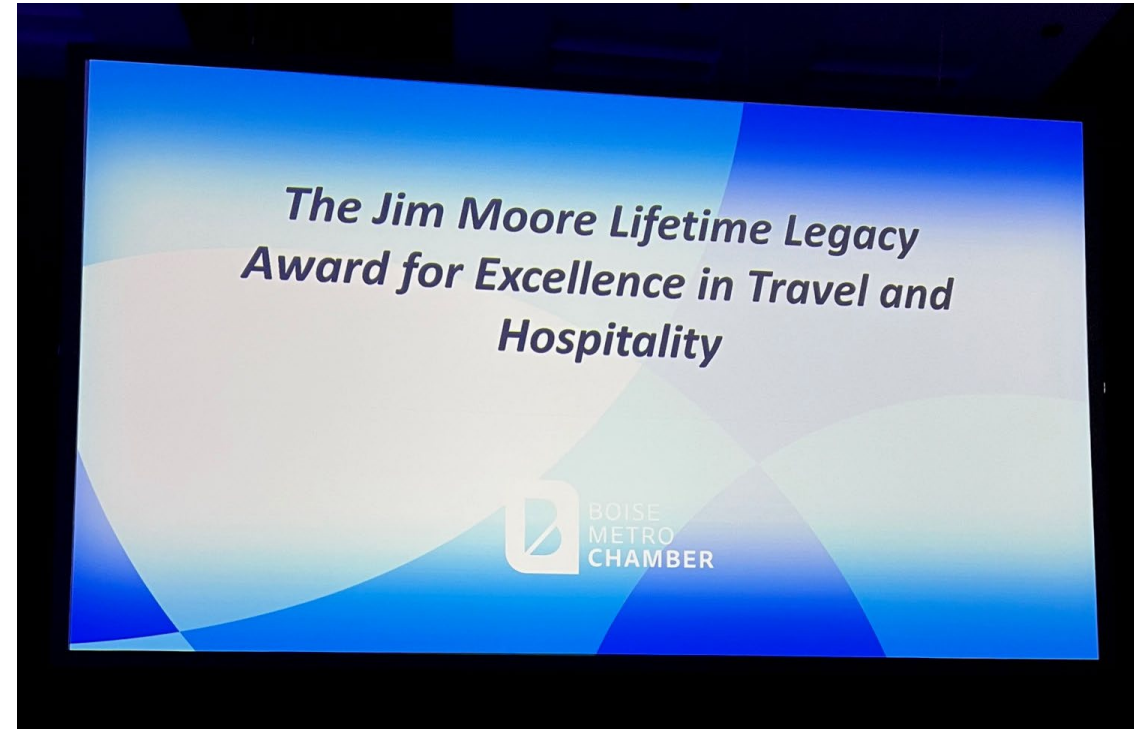 The Jim Moore Lifetime Legacy
Award for Excellence in Travel and
Hospitality
BOISE
METRO
CHAMBER